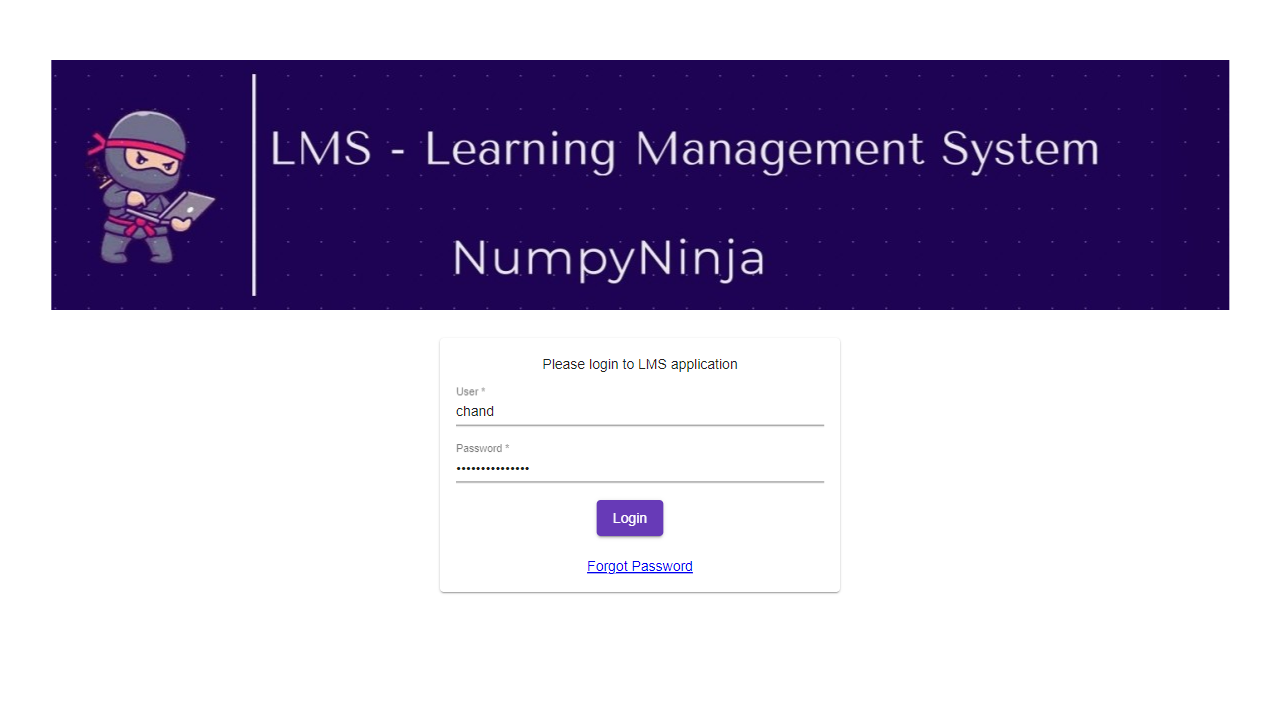 LMS - Learning Management System
NumpyNinja
Please login to LMS application
User *
chand
Password *
•••••••••••••••
Login
Forgot Password